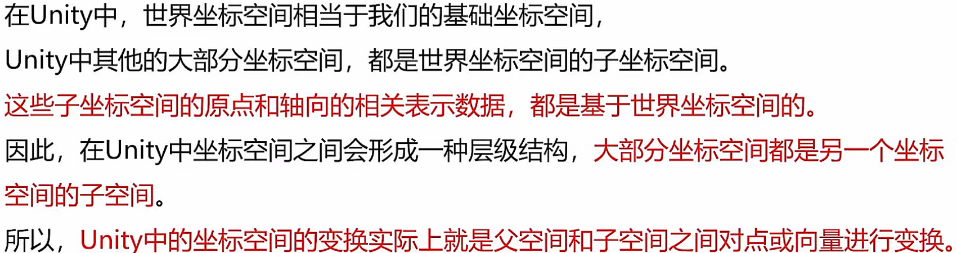 在Unity中，世界坐标空间相当于我们的基础坐标空间，
Unity中其他的大部分坐标空间，都是世界坐标空间的子坐标空间。
这些子坐标空间的原点和轴向的相关表示数据，都是基于世界坐标空间的。
因此，在Unity中坐标空间之间会形成一种层级结构，大部分坐标空间都是另一个坐标
空间的子空间。
所以，Unity中的坐标空间的变换实际上就是父空间和子空间之间对点或向量进行变换。